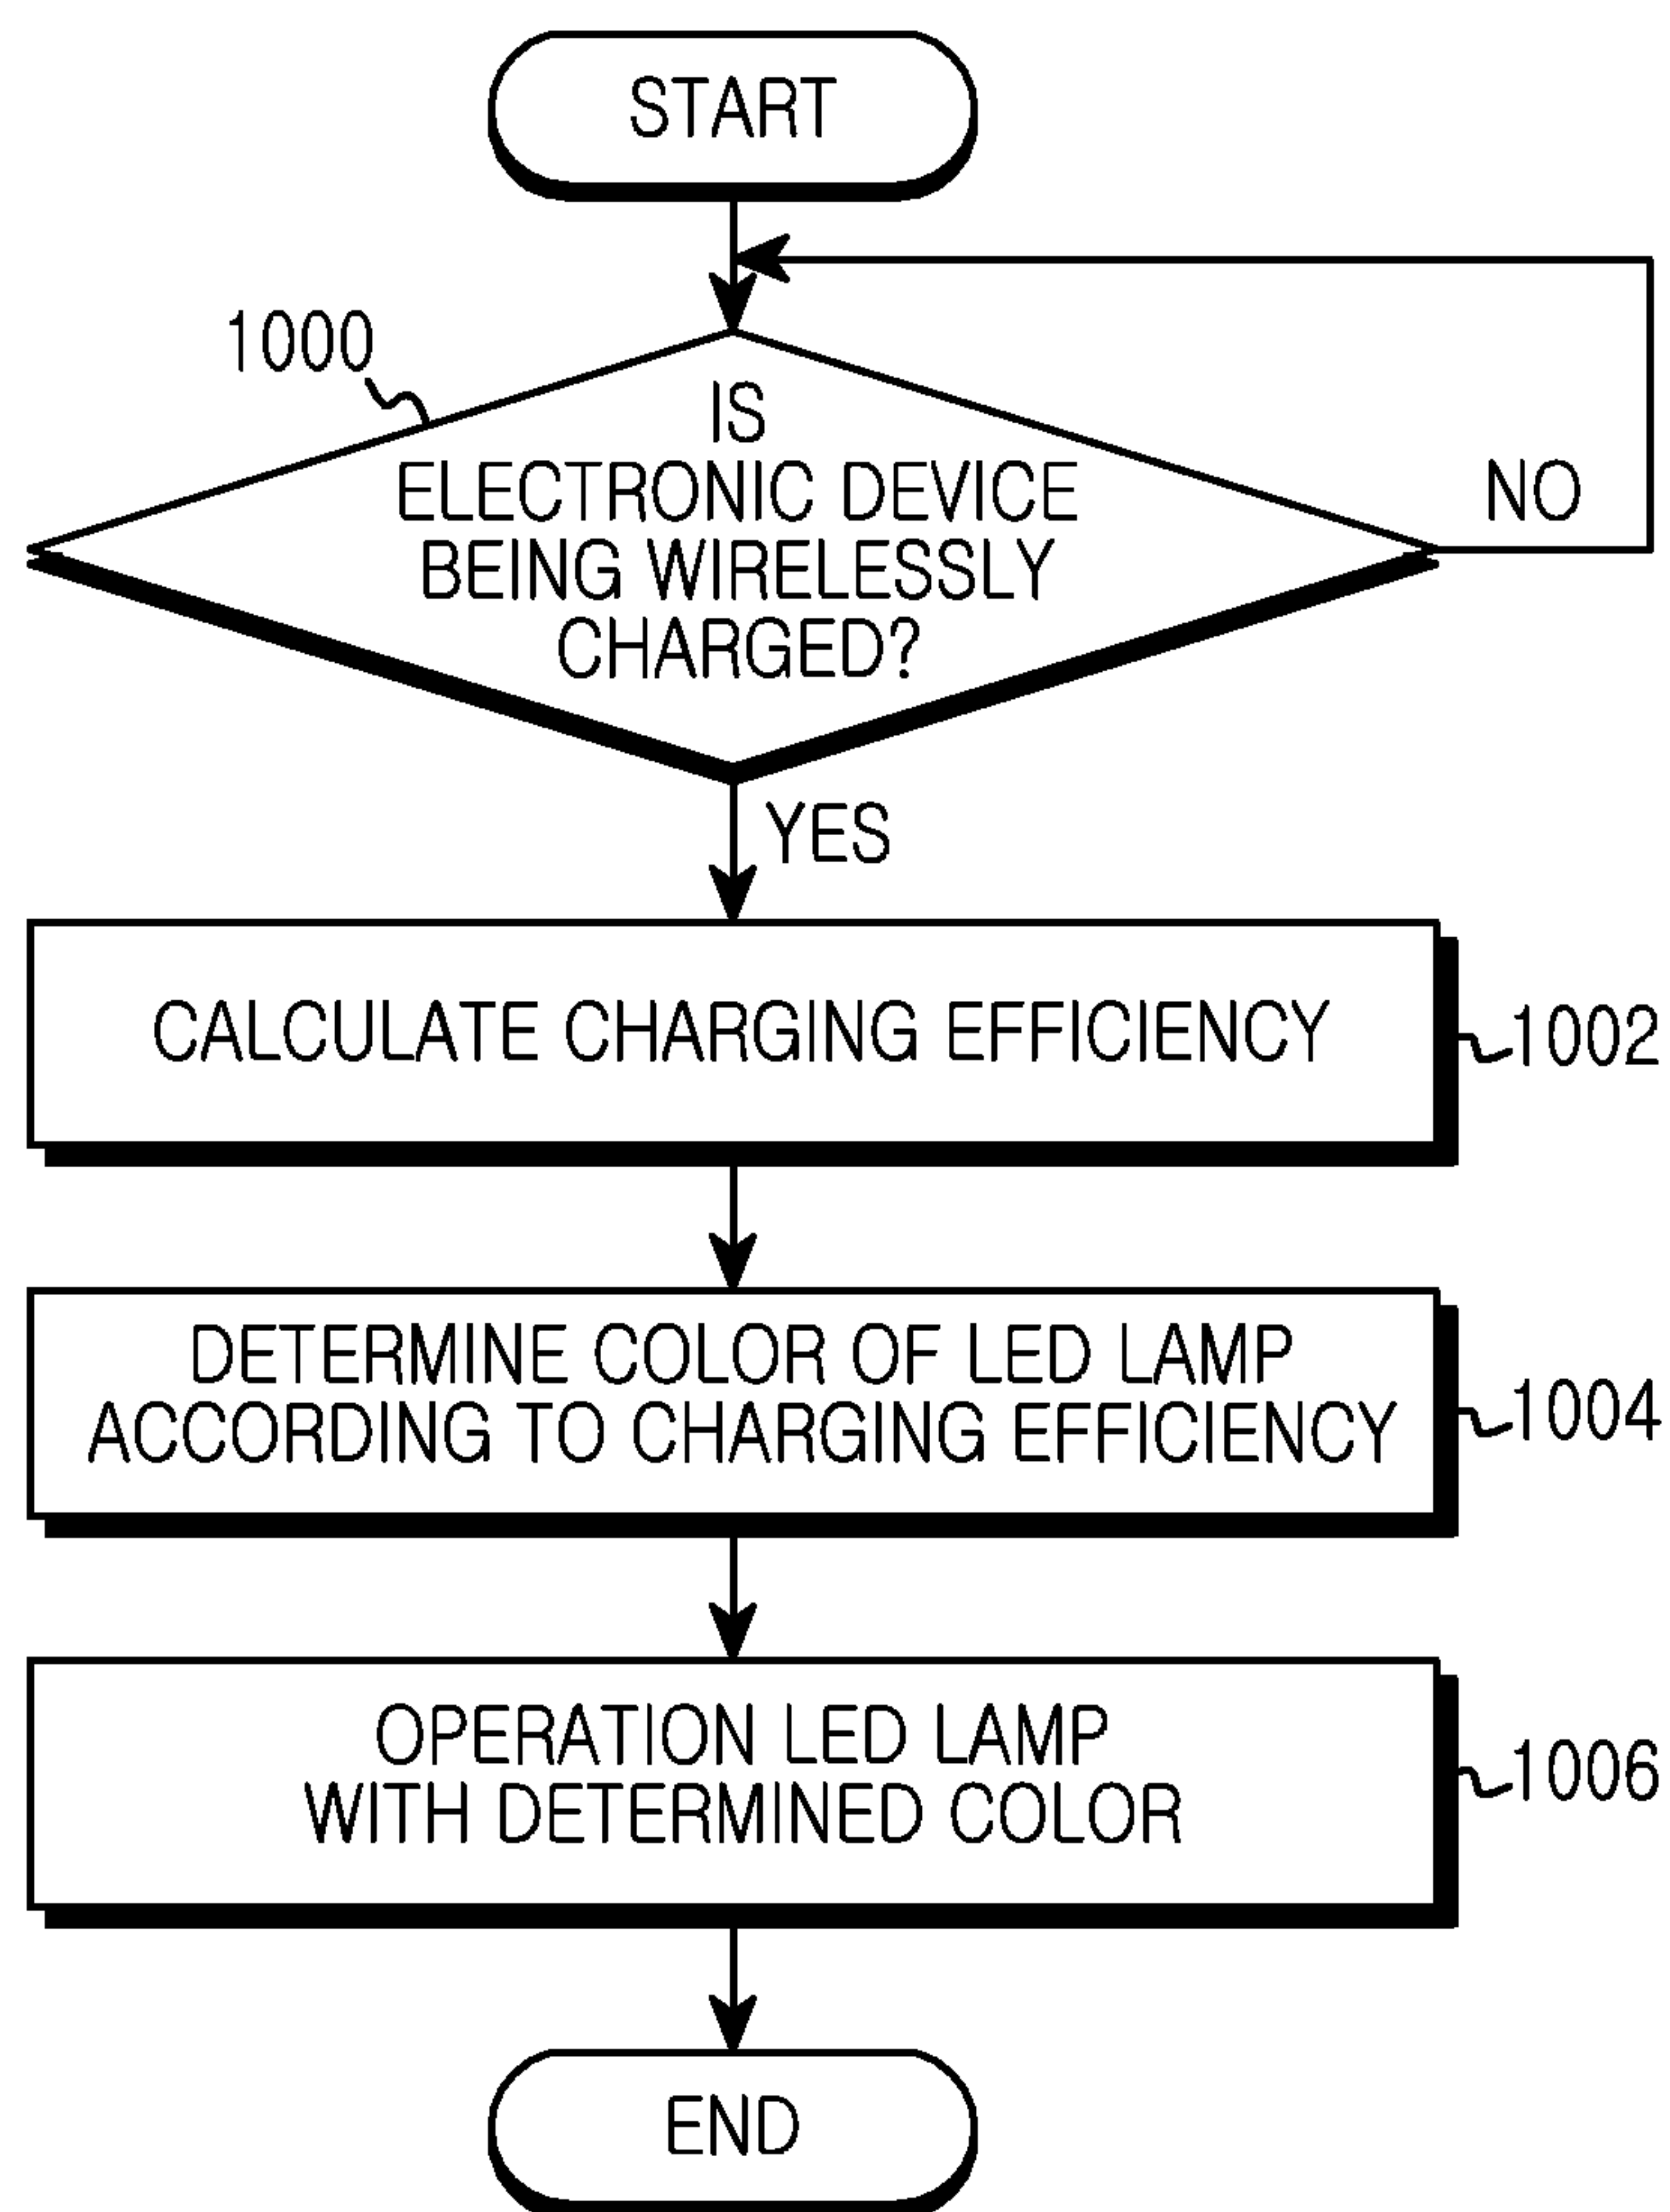 START
1000
IS
ELECTRONIC DEVICE
BEING WIRELESSLY
CHARGED?
NO
YES
CALCULATE CHARGING EFFICIENCY
1002
DETERMINE COLOR OF LED LAMP
ACCORDING TO CHARGING EFFICIENCY
1004
OPERATION LED LAMP
WITH DETERMINED COLOR
1006
END